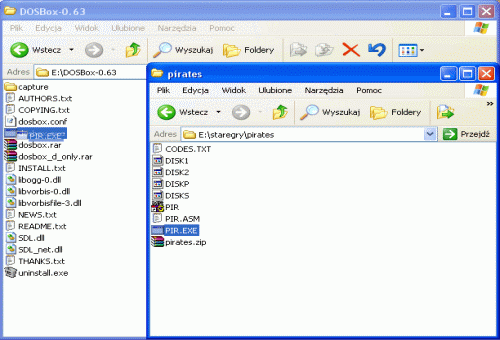 DOSBox-0.63
Plik Edycja Widok Ulubione Narzędzia Pomoc
Wstecz Wyszukaj Foldery
Adres E:\DOSBox-0.63
capture
AUTHORS.txt
COPYING.txt
dosbox.conf
PIR.EXE
dosbox.rar
dosbox_d_only.rar
INSTALL.txt
libogg-0.dll
libvorbis-0.dll
libvorbisfile-3.dll
NEWS.txt
README.txt
SDL.dll
SDL_net.dll
THANKS.txt
uninstall.exe
pirates
Plik Edycja Widok Ulubione Narzędzia Pomoc
Wstecz Wyszukaj Foldery »
Adres E:\staregry\pirates Przejdź
CODES.TXT
DISK1
DISK2
DISKP
DISKS
PIR
PIR.ASM
PIR.EXE
pirates.zip